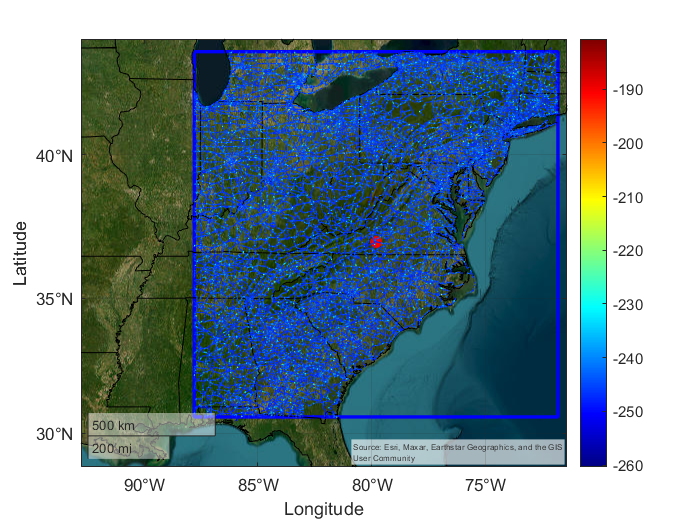 -190
-200
40°N
-210
Latitude
-220
-230
35°N
-240
500 km
-250
30°N
200 mi
Source: Esri, Maxar, Earthstar Geographics, and the GIS
User Community
-260
90°W 85°W 80°W 75°W
Longitude